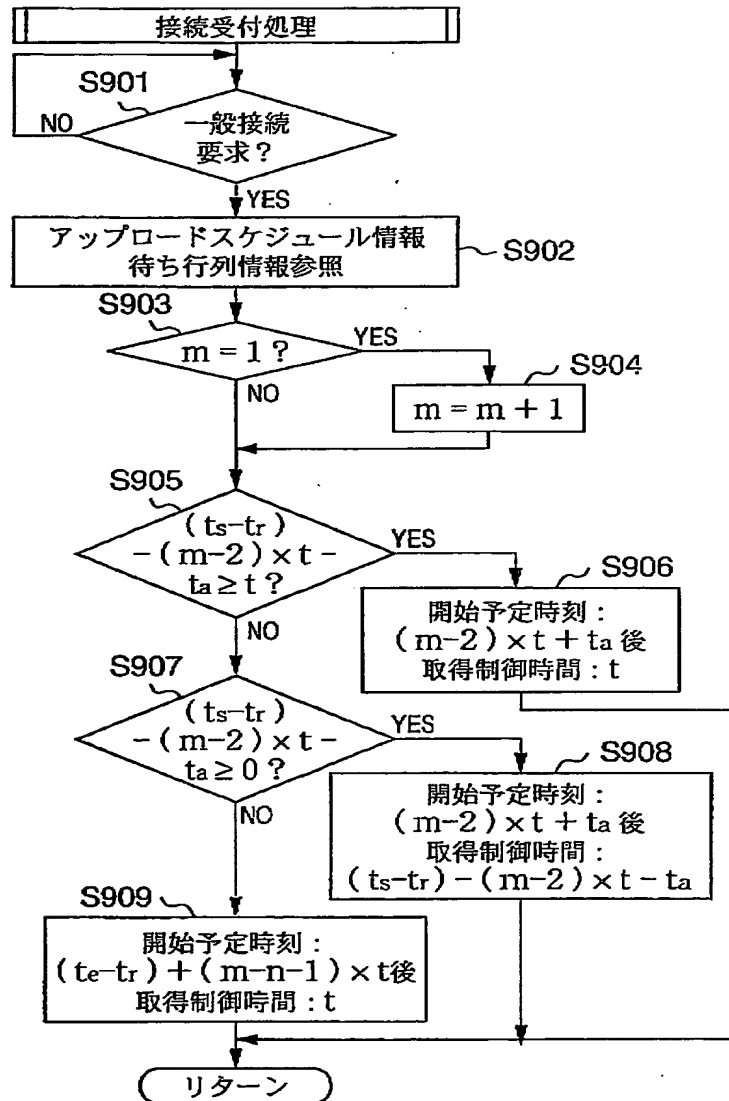 接続受付処理
S901
NO
一般接続
要求?
YES
アップロードスケジュール情報
待ち行列情報参照
S902
S903
m = 1 ?
YES
NO
S904
m = m + 1
S905
(ts-tr)
-(m-2)×t-
ta≥t?
YES
NO
S906
開始予定時刻:
(m-2)×t+ta後
取得制御時間:t
S907
(ts-tr)
-(m-2)×t-
ta≥0?
YES
NO
S908
開始予定時刻:
(m-2)×t+ta後
取得制御時間:
(ts-tr)-(m-2)×t-ta
S909
開始予定時刻:
(te-tr)+(m-n-1)×t後
取得制御時間:t
リターン